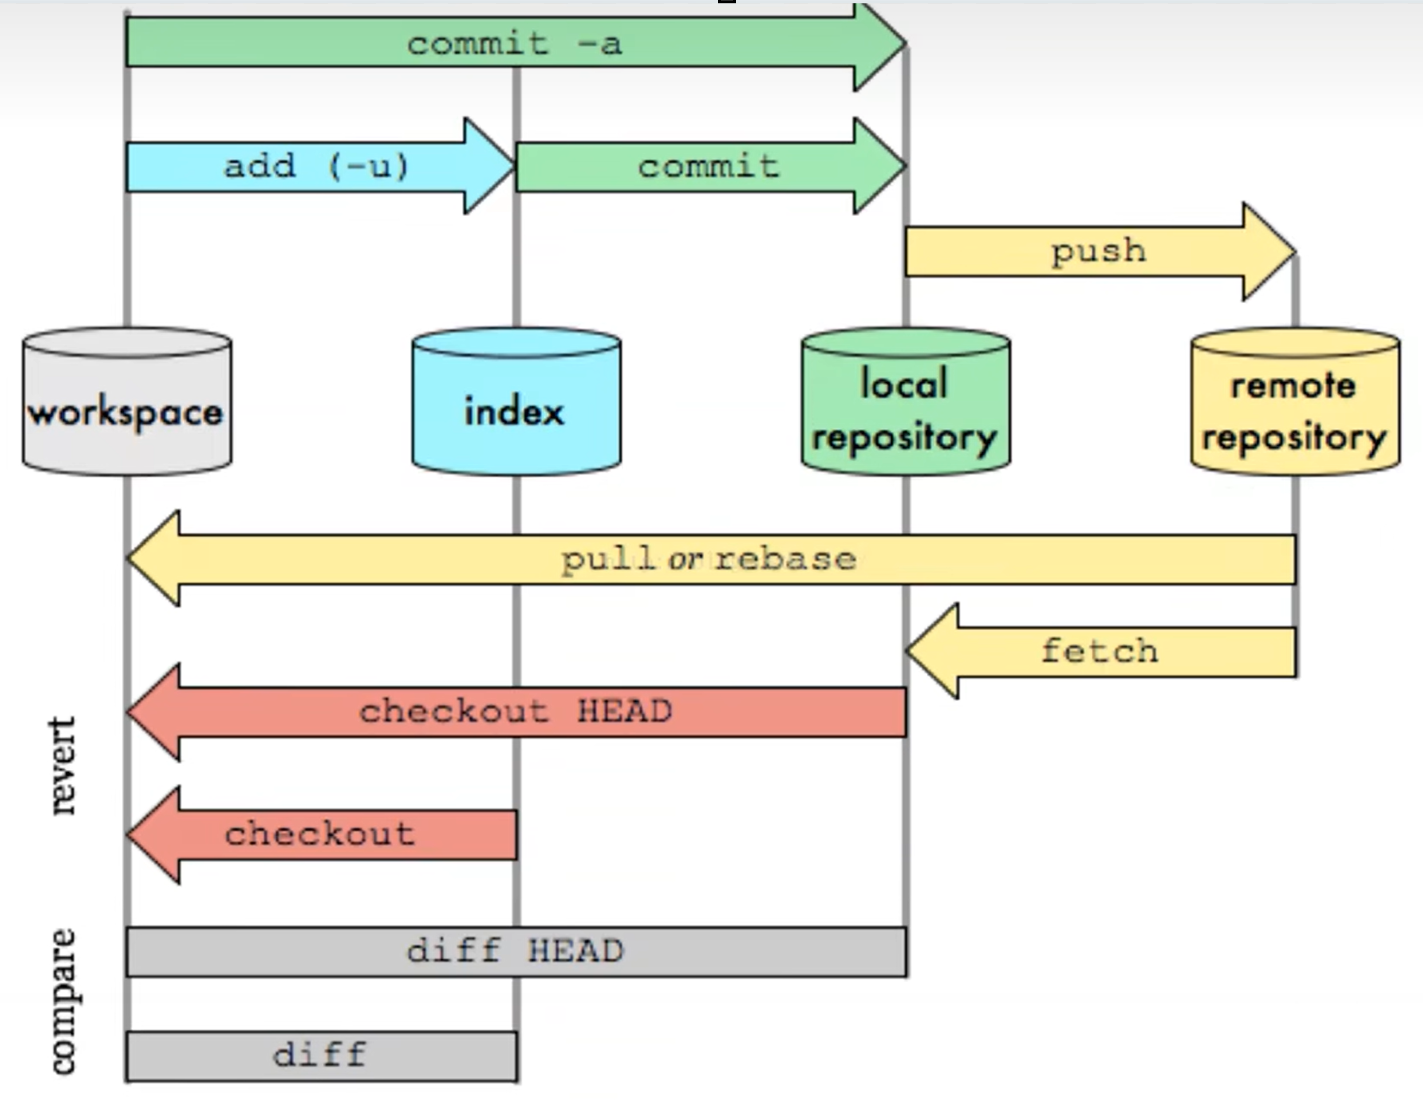 commit -a
add (-u)
commit
push
workspace
index
local
repository
remote
repository
pull or rebase
fetch
revert
checkout HEAD
checkout
compare
diff HEAD
diff